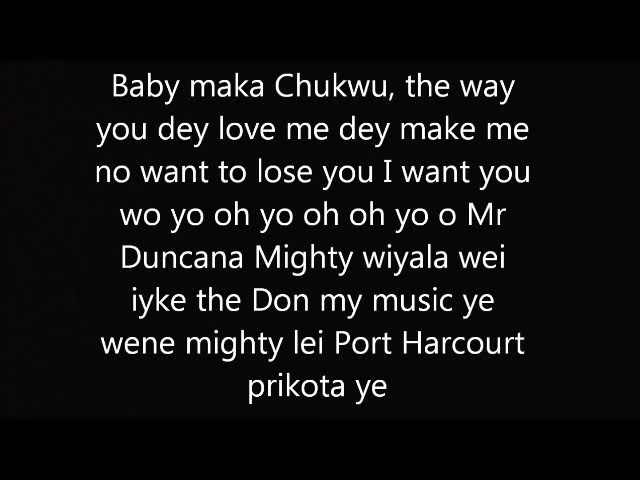 Baby maka Chukwu, the way
you dey love me dey make me
no want to lose you I want you
wo yo oh yo oh oh yo o Mr
Duncana Mighty wiyala wei
iyke the Don my music ye
wene mighty lei Port Harcourt
prikota ye